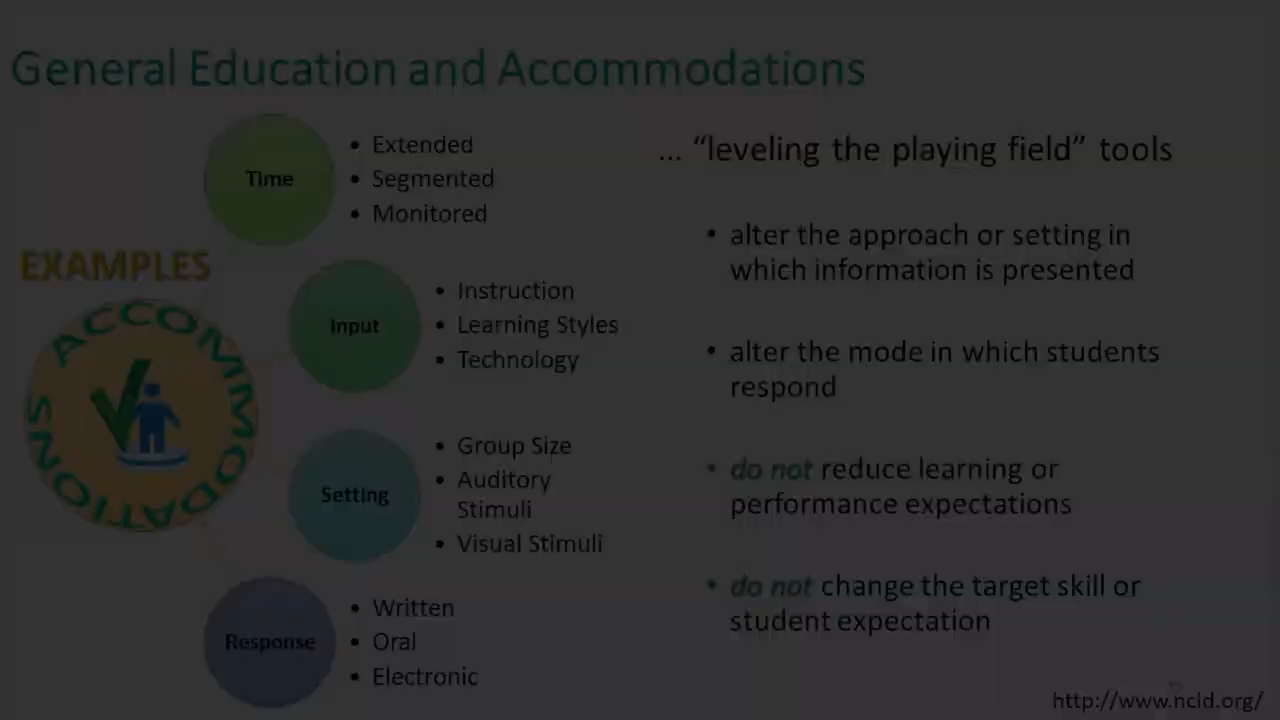 General Education and Accommodations
EXAMPLES
ACCOMMODATIONS
Time
• Extended
• Segmented
• Monitored
Input
• Instruction
• Learning Styles
• Technology
Setting
• Group Size
• Auditory
Stimuli
• Visual Stimuli
Response
• Written
• Oral
• Electronic
... “leveling the playing field” tools
• alter the approach or setting in
which information is presented
• alter the mode in which students
respond
• do not reduce learning or
performance expectations
• do not change the target skill or
student expectation
http://www.ncld.org/